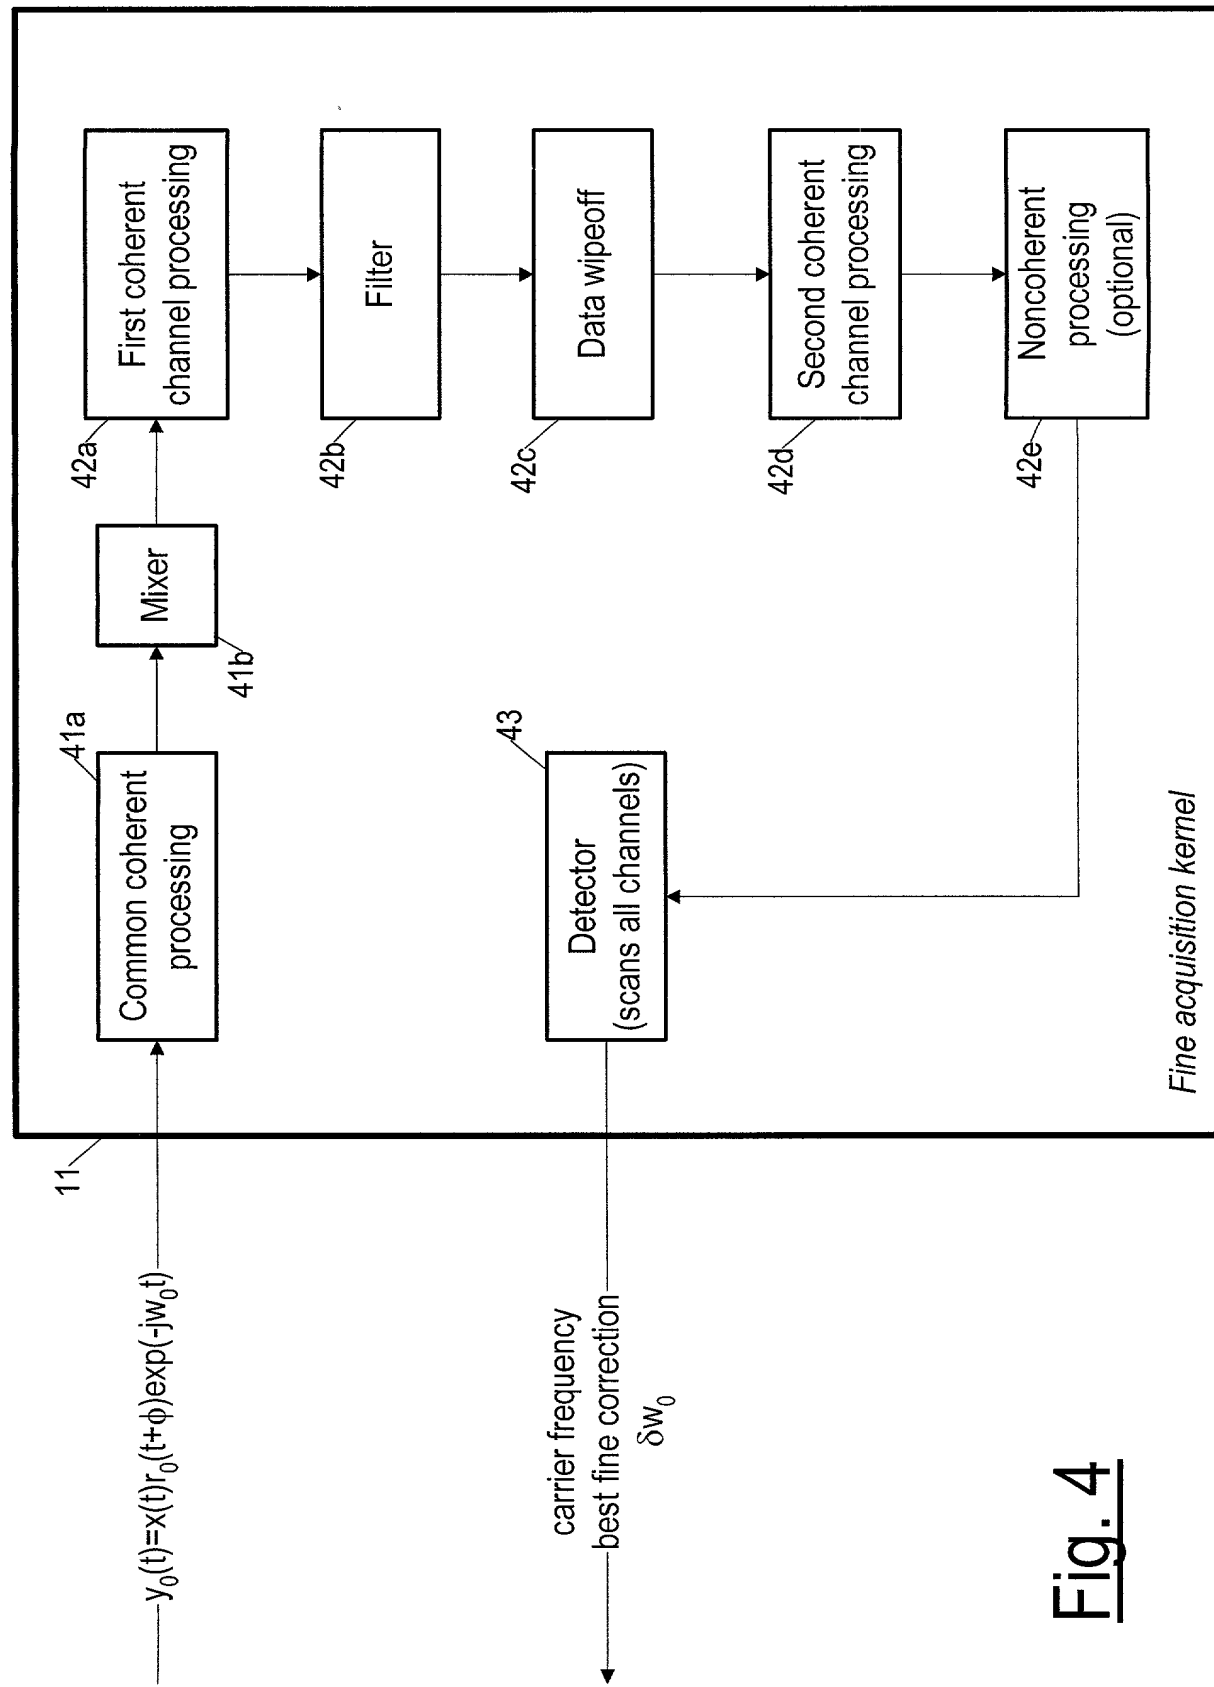 11
y₀(t)=x(t)r₀(t+ϕ)exp(-jw₀t)
41a
Common coherent
processing
41b
Mixer
42a
First coherent
channel processing
42b
Filter
42c
Data wipeoff
42d
Second coherent
channel processing
42e
Noncoherent
processing
(optional)
43
Detector
(scans all channels)
carrier frequency
best fine correction
δw₀
Fine acquisition kernel
Fig. 4